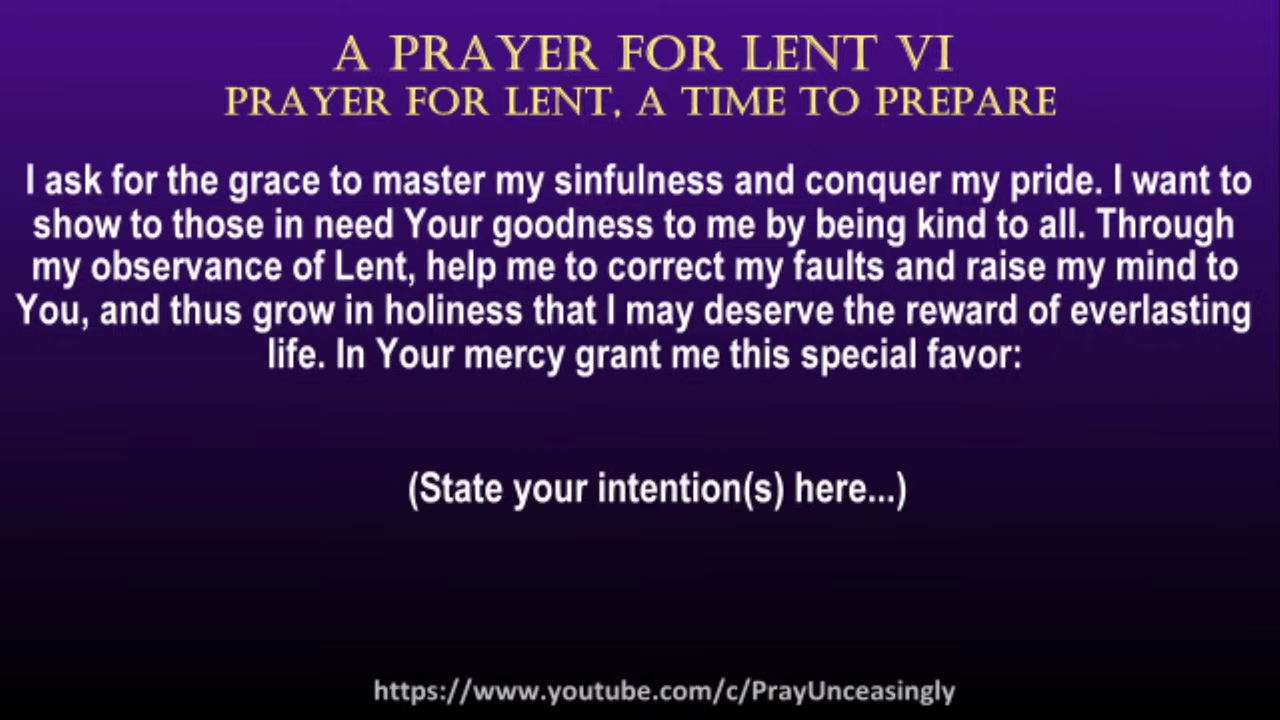 A PRAYER FOR LENT VI
PRAYER FOR LENT, A TIME TO PREPARE
I ask for the grace to master my sinfulness and conquer my pride. I want to
show to those in need Your goodness to me by being kind to all. Through
my observance of Lent, help me to correct my faults and raise my mind to
You, and thus grow in holiness that I may deserve the reward of everlasting
life. In Your mercy grant me this special favor:
(State your intention(s) here...)
https://www.youtube.com/c/PrayUnceasingly